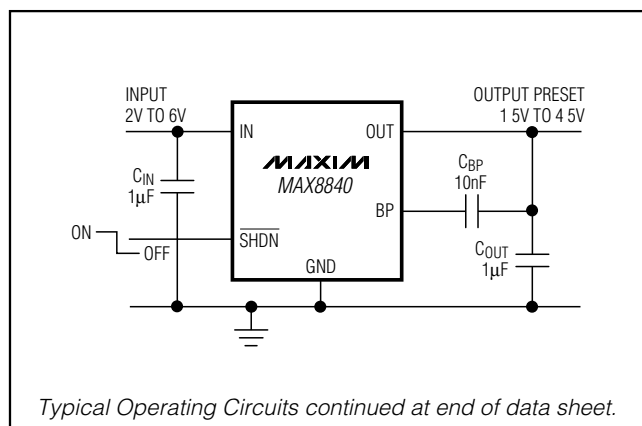 INPUT
2V TO 6V
OUTPUT PRESET
1 5V TO 4 5V
IN
OUT
MAXIM
MAX8840
CIN
1µF
CBP
10nF
BP
ON
OFF
SHDN
GND
COUT
1µF
Typical Operating Circuits continued at end of data sheet.